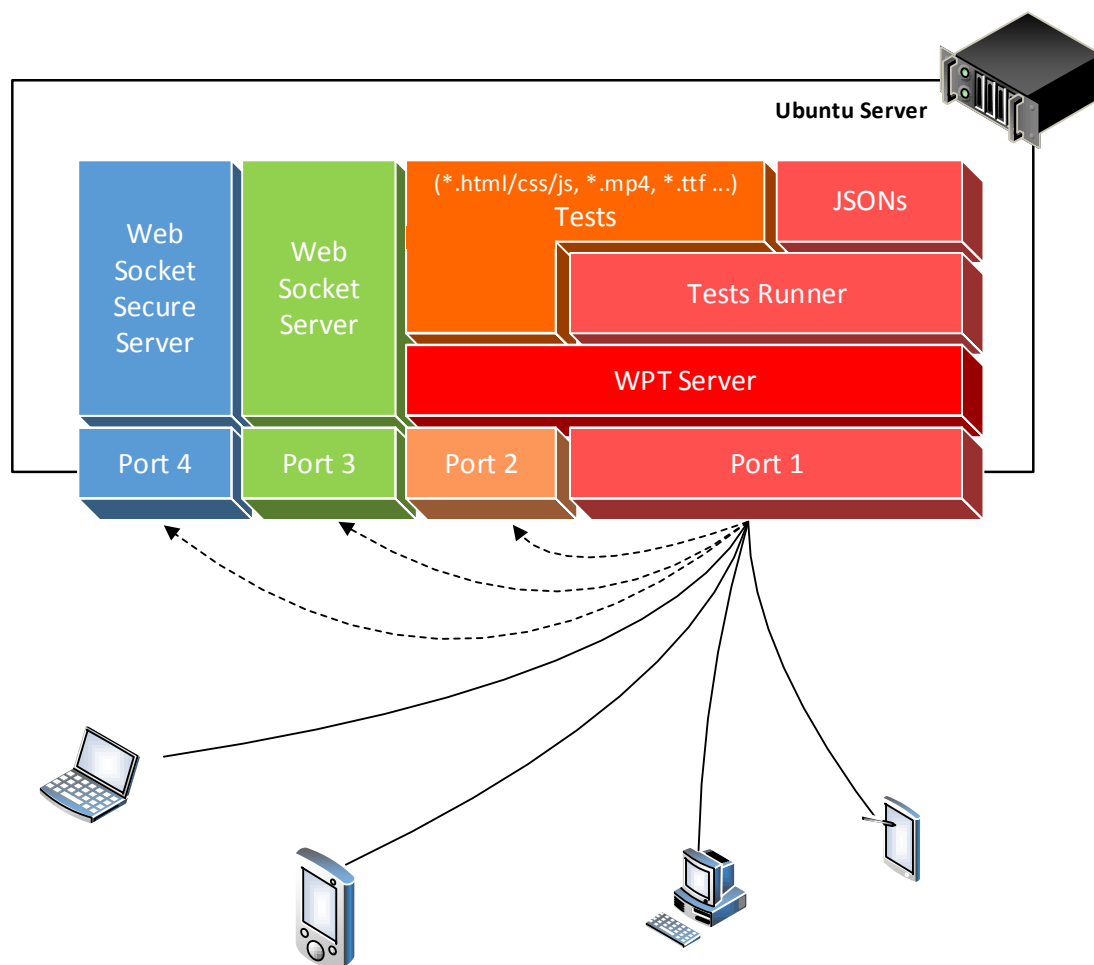 Ubuntu Server
Web
Socket
Secure
Server
Web
Socket
Server
(*.html/css/js, *.mp4, *.ttf ...)
Tests
JSONs
Tests Runner
WPT Server
Port 4
Port 3
Port 2
Port 1